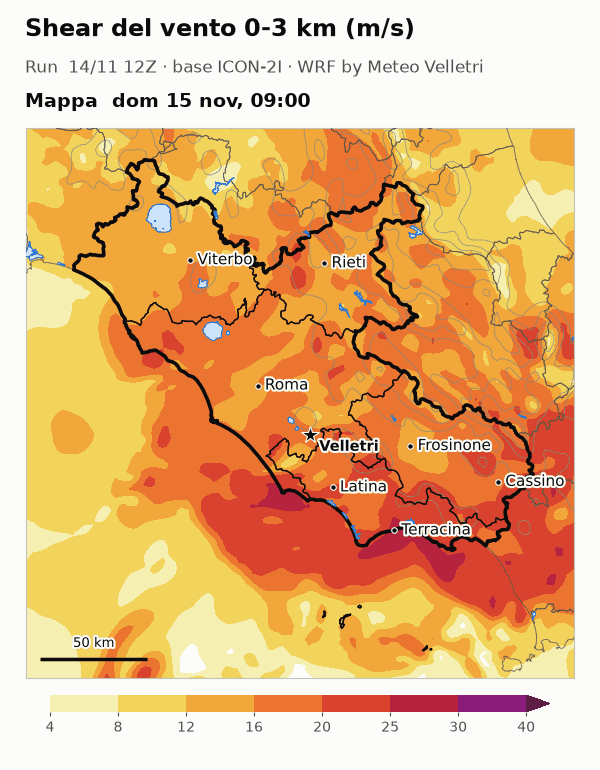 Shear del vento 0-3 km (m/s)
Run  14/11 12Z · base ICON-2I · WRF by Meteo Velletri
Mappa  dom 15 nov, 09:00
Viterbo
Rieti
Roma
Velletri
Frosinone
Latina
Cassino
Terracina
50 km
4 8 12 16 20 25 30 40